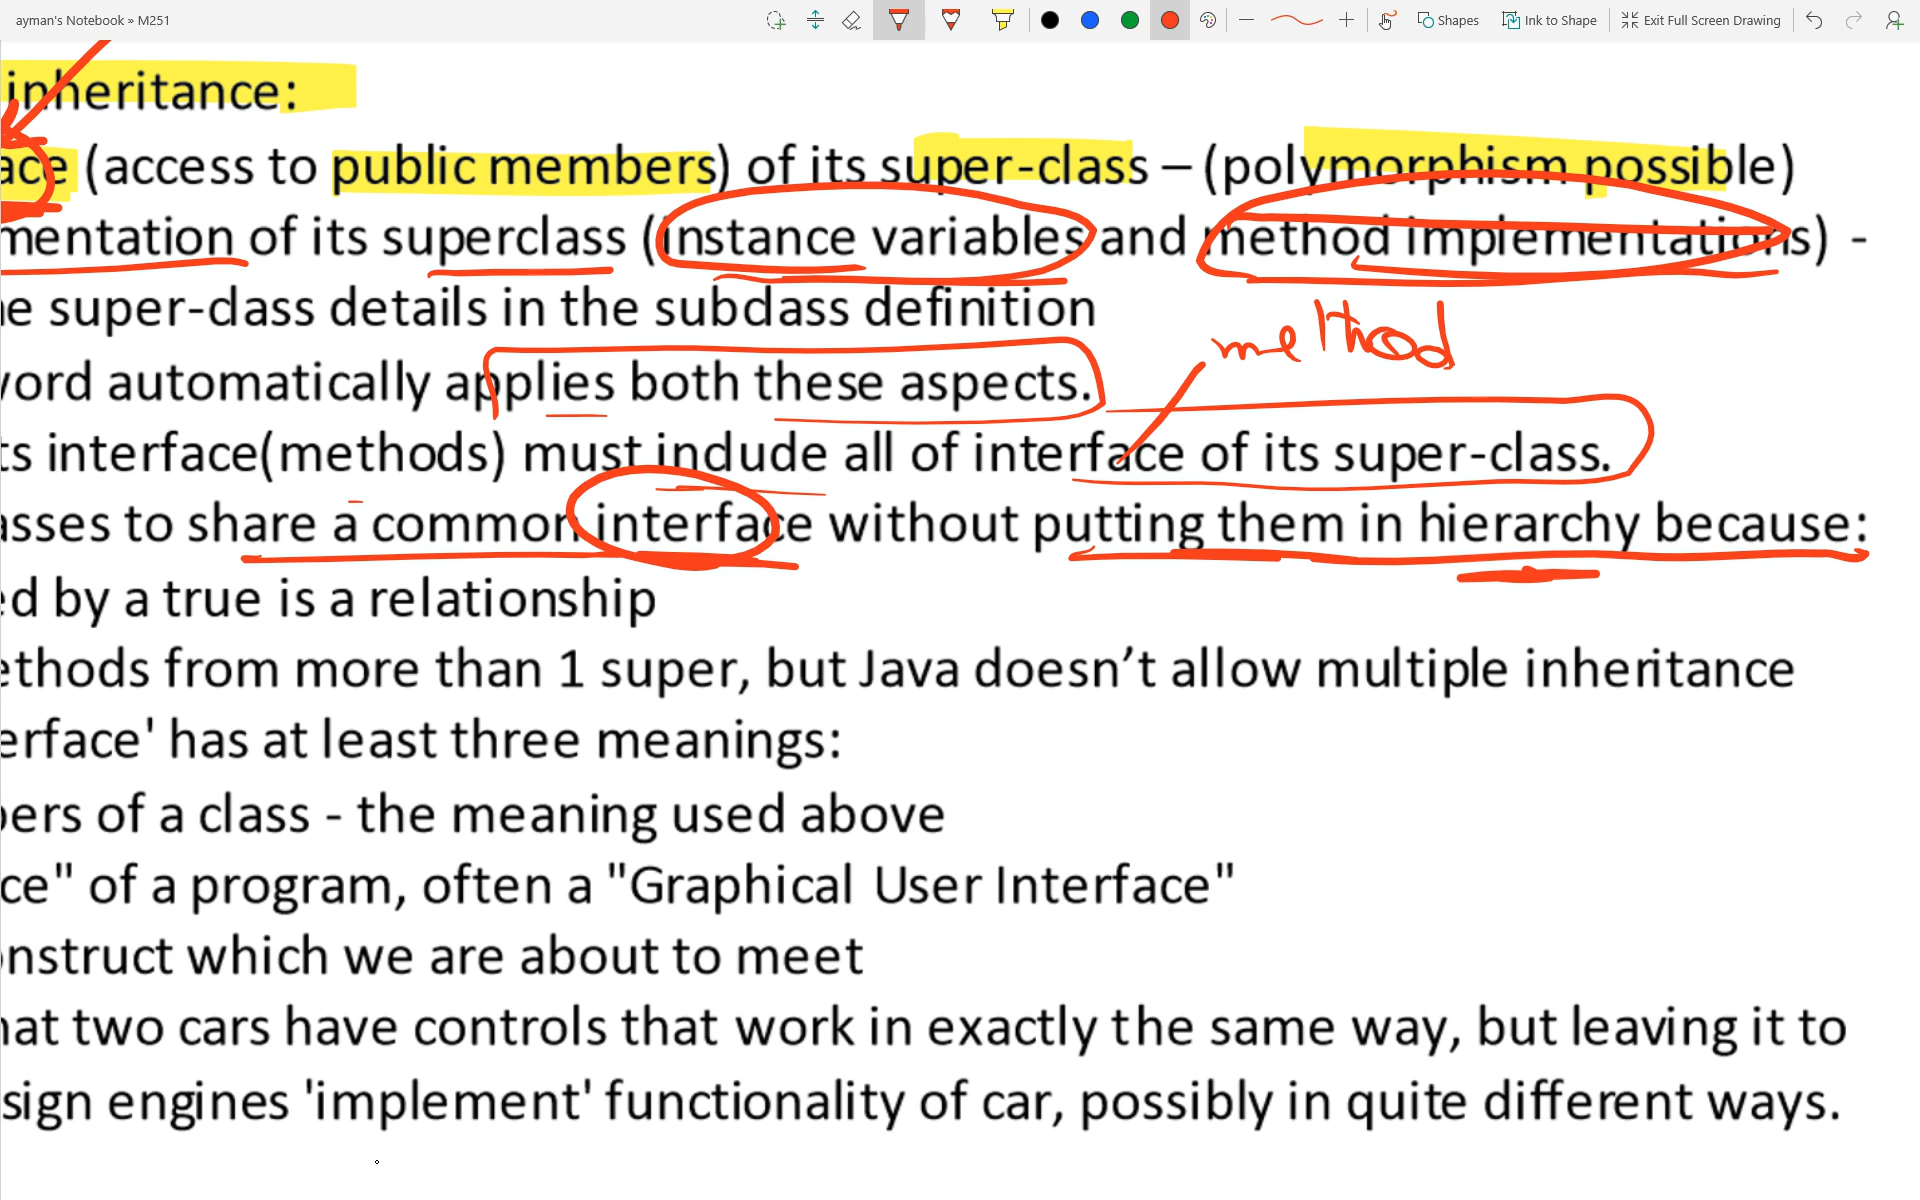 ayman's Notebook » M251
Shapes
Ink to Shape
Exit Full Screen Drawing
inheritance:
ace (access to public members) of its super-class – (polymorphism possible)
mentation of its superclass (instance variables and method implementations) -
e super-class details in the subclass definition
method
word automatically applies both these aspects.
ts interface(methods) must include all of interface of its super-class.
asses to share a common interface without putting them in hierarchy because:
ed by a true is a relationship
ethods from more than 1 super, but Java doesn't allow multiple inheritance
erface' has at least three meanings:
bers of a class - the meaning used above
ce" of a program, often a "Graphical User Interface"
onstruct which we are about to meet
hat two cars have controls that work in exactly the same way, but leaving it to
sign engines 'implement' functionality of car, possibly in quite different ways.